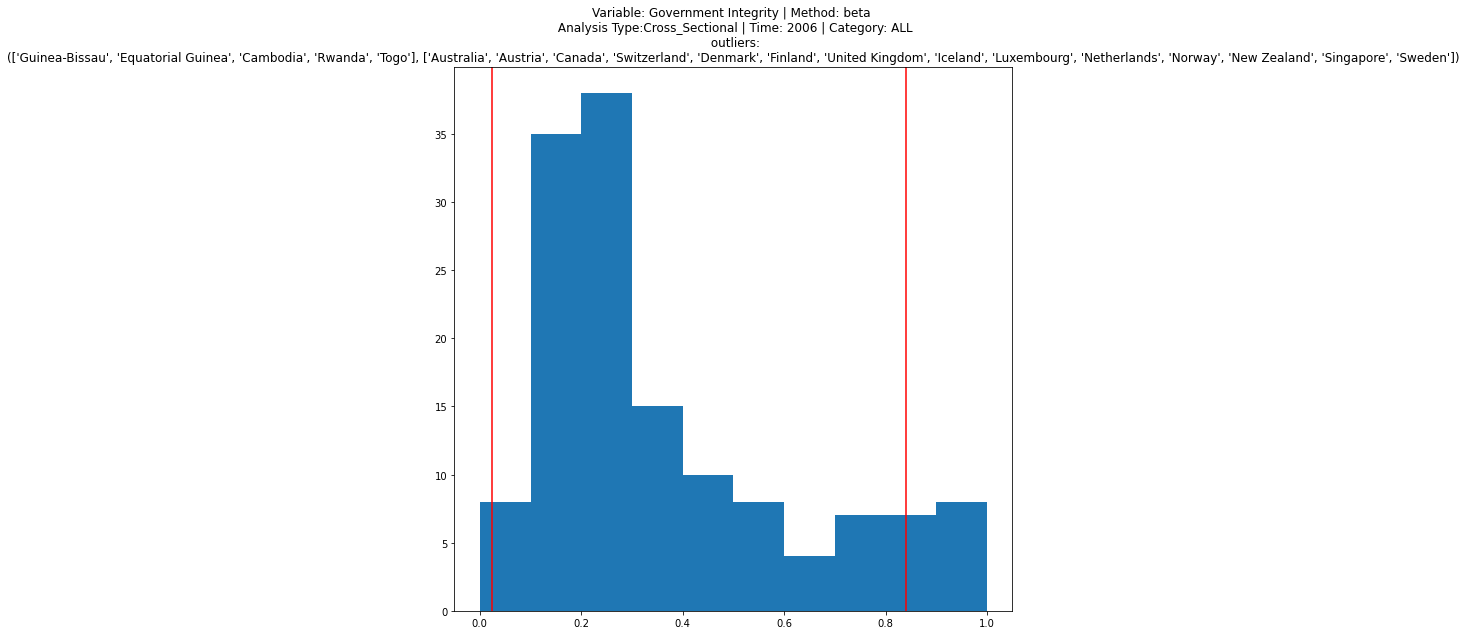 Variable: Government Integrity | Method: beta
Analysis Type:Cross_Sectional | Time: 2006 | Category: ALL
outliers:
(['Guinea-Bissau', 'Equatorial Guinea', 'Cambodia', 'Rwanda', 'Togo'], ['Australia', 'Austria', 'Canada', 'Switzerland', 'Denmark', 'Finland', 'United Kingdom', 'Iceland', 'Luxembourg', 'Netherlands', 'Norway', 'New Zealand', 'Singapore', 'Sweden'])
35
30
25
20
15
10
5
0
0.0 0.2 0.4 0.6 0.8 1.0